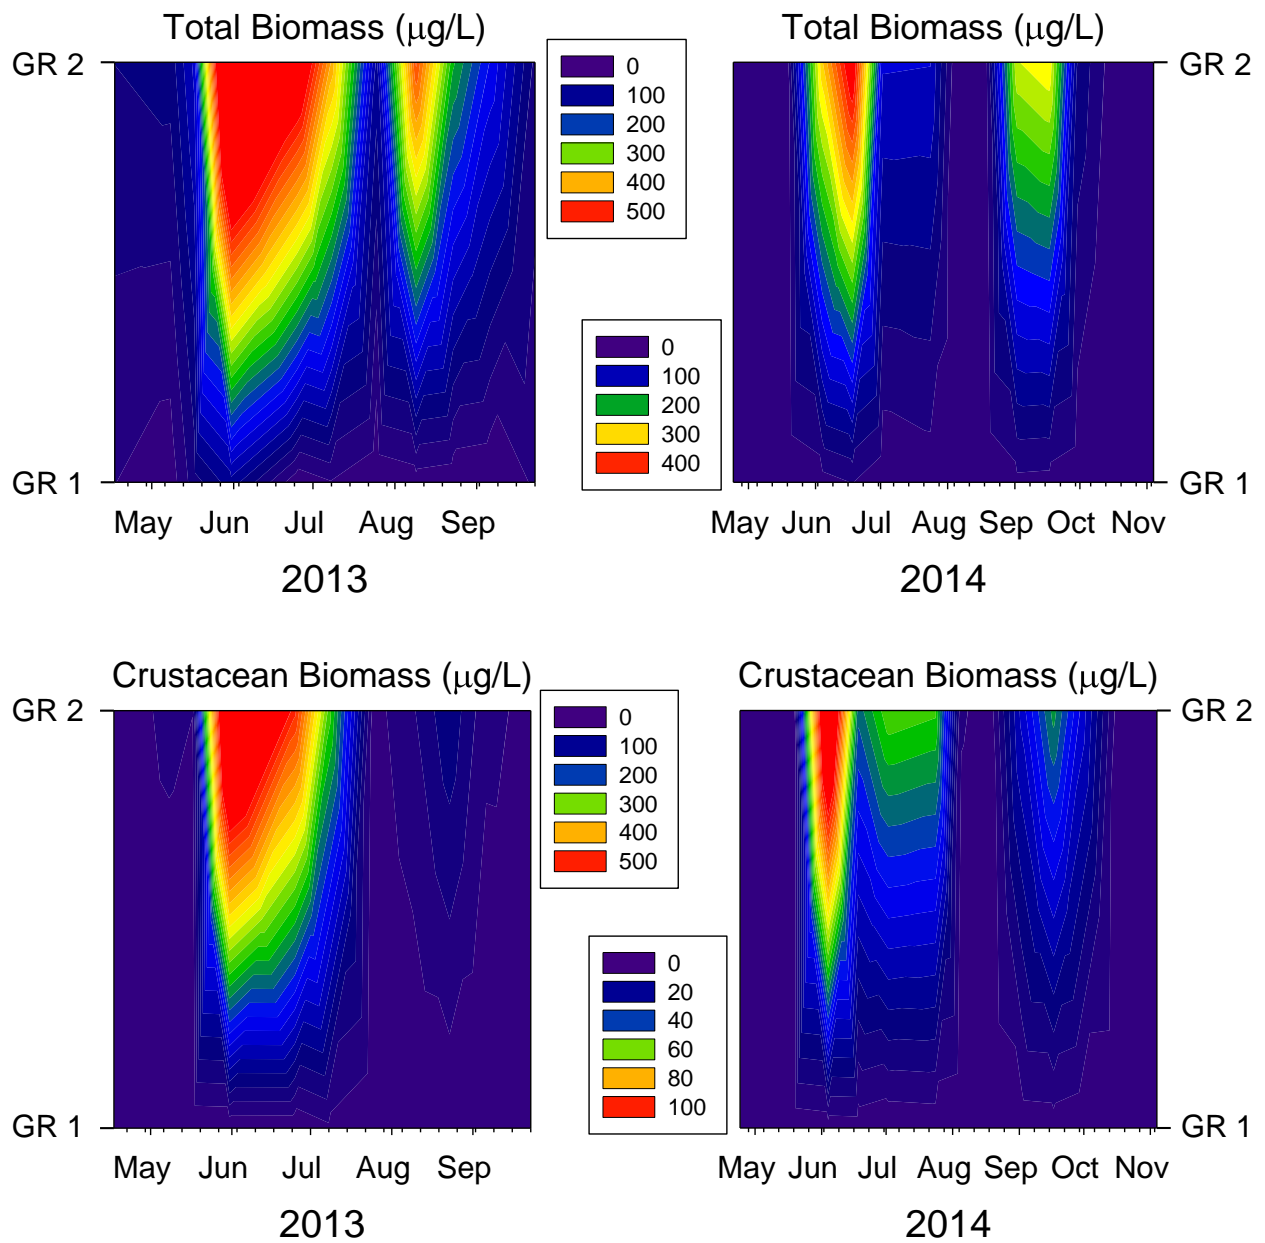 Total Biomass (μg/L)
Total Biomass (μg/L)
GR 2
GR 2
0
100
200
300
400
500
0
100
200
300
400
GR 1
GR 1
May Jun Jul Aug Sep
May Jun Jul Aug Sep Oct Nov
2013
2014
Crustacean Biomass (μg/L)
Crustacean Biomass (μg/L)
GR 2
GR 2
0
100
200
300
400
500
0
20
40
60
80
100
GR 1
GR 1
May Jun Jul Aug Sep
May Jun Jul Aug Sep Oct Nov
2013
2014